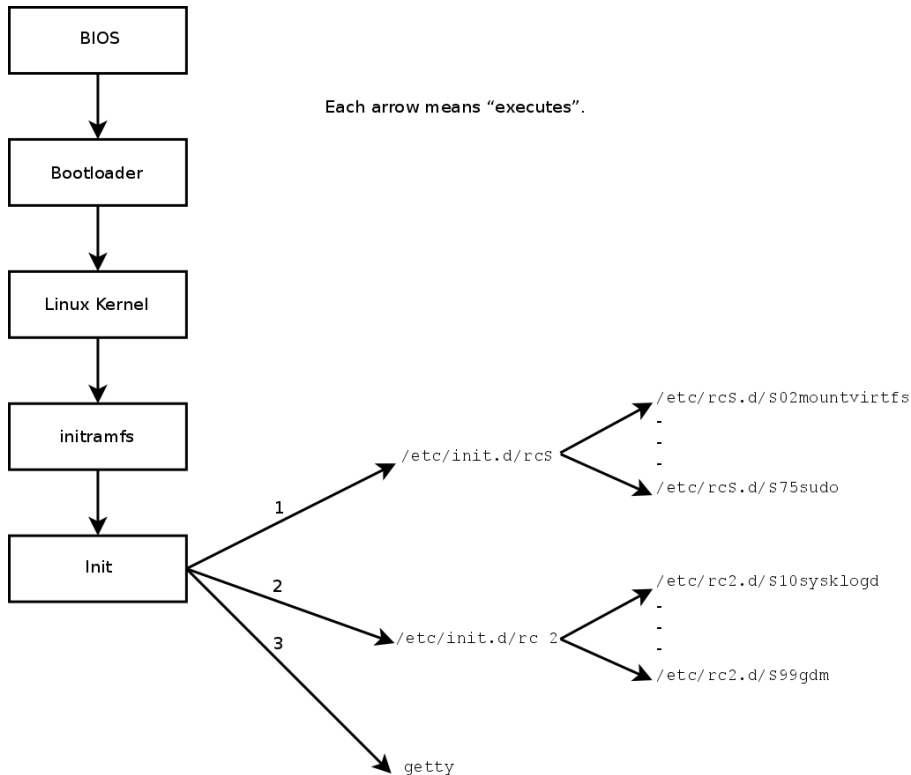 BIOS
Each arrow means “executes”.
Bootloader
Linux Kernel
initramfs
Init
1
/etc/init.d/rcS
/etc/rcS.d/S02mountvirtfs
-
-
-
/etc/rcS.d/S75sudo
2
/etc/init.d/rc 2
/etc/rc2.d/S10sysklogd
-
-
-
/etc/rc2.d/S99gdm
3
getty